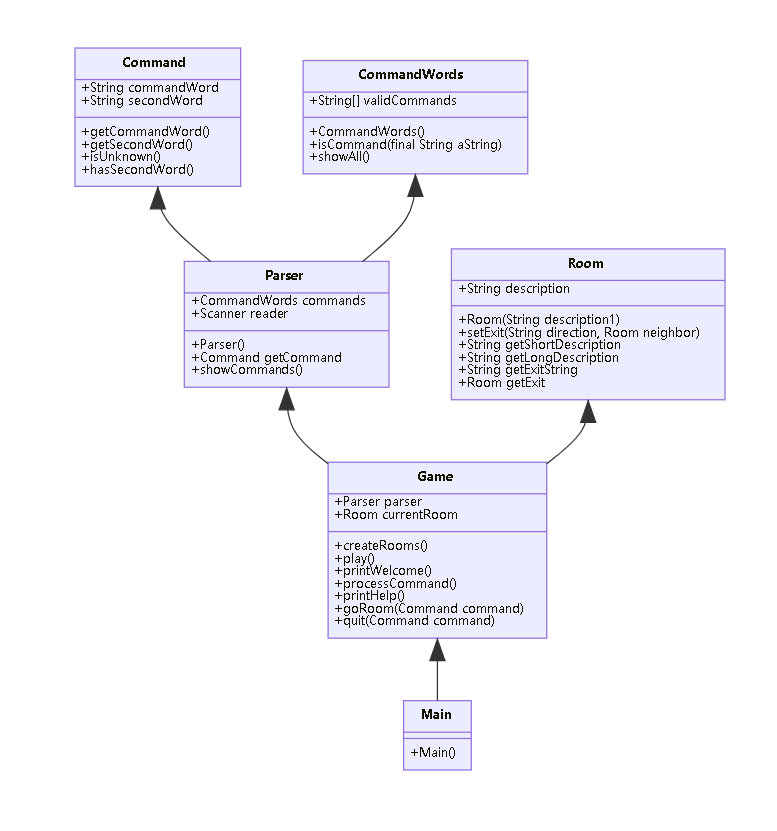 Command
+String commandWord
+String secondWord
+getCommandWord()
+getSecondWord()
+isUnknown()
+hasSecondWord()
CommandWords
+String[] validCommands
+CommandWords()
+isCommand(final String aString)
+showAll()
Parser
+CommandWords commands
+Scanner reader
+Parser()
+Command getCommand
+showCommands()
Room
+String description
+Room(String description1)
+setExit(String direction, Room neighbor)
+String getShortDescription
+String getLongDescription
+String getExitString
+Room getExit
Game
+Parser parser
+Room currentRoom
+createRooms()
+play()
+printWelcome()
+processCommand()
+printHelp()
+goRoom(Command command)
+quit(Command command)
Main
+Main()